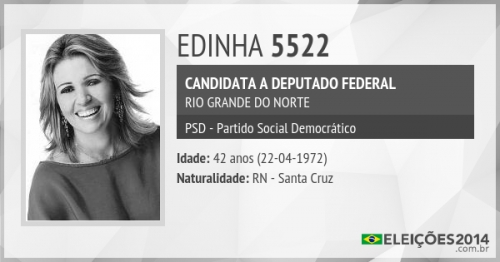 EDINHA 5522
CANDIDATA A DEPUTADO FEDERAL
RIO GRANDE DO NORTE
PSD - Partido Social Democrático
Idade: 42 anos (22-04-1972)
Naturalidade: RN - Santa Cruz
ELEIÇÕES2014
.com.br